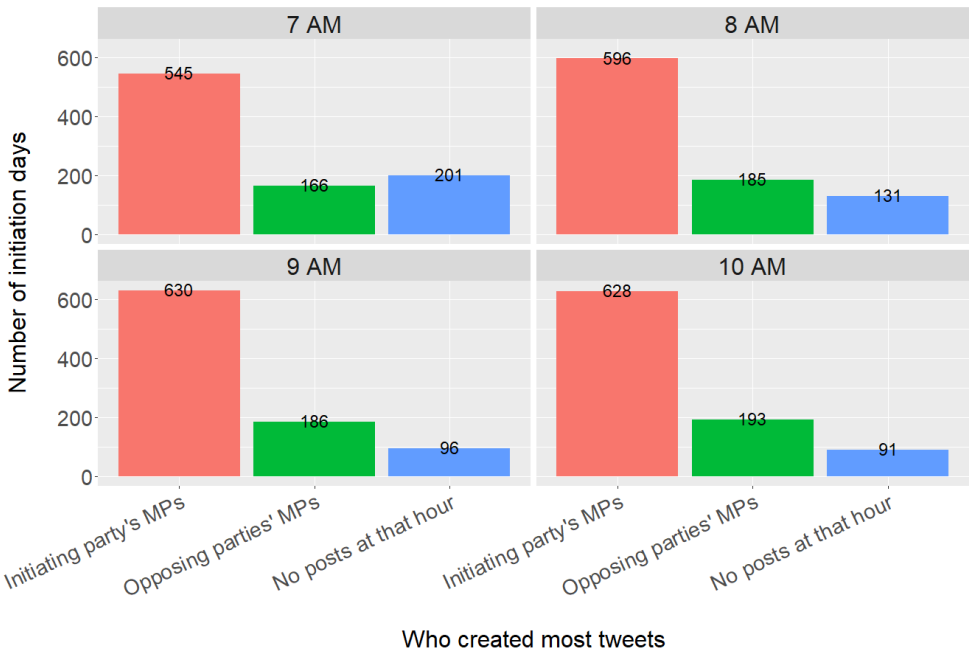 7 AM
8 AM
Number of initiation days
600
400
200
0
545
166
201
596
185
131
9 AM
10 AM
600
400
200
0
630
186
96
628
193
91
Initiating party's MPs
Opposing parties' MPs
No posts at that hour
Initiating party's MPs
Opposing parties' MPs
No posts at that hour
Who created most tweets